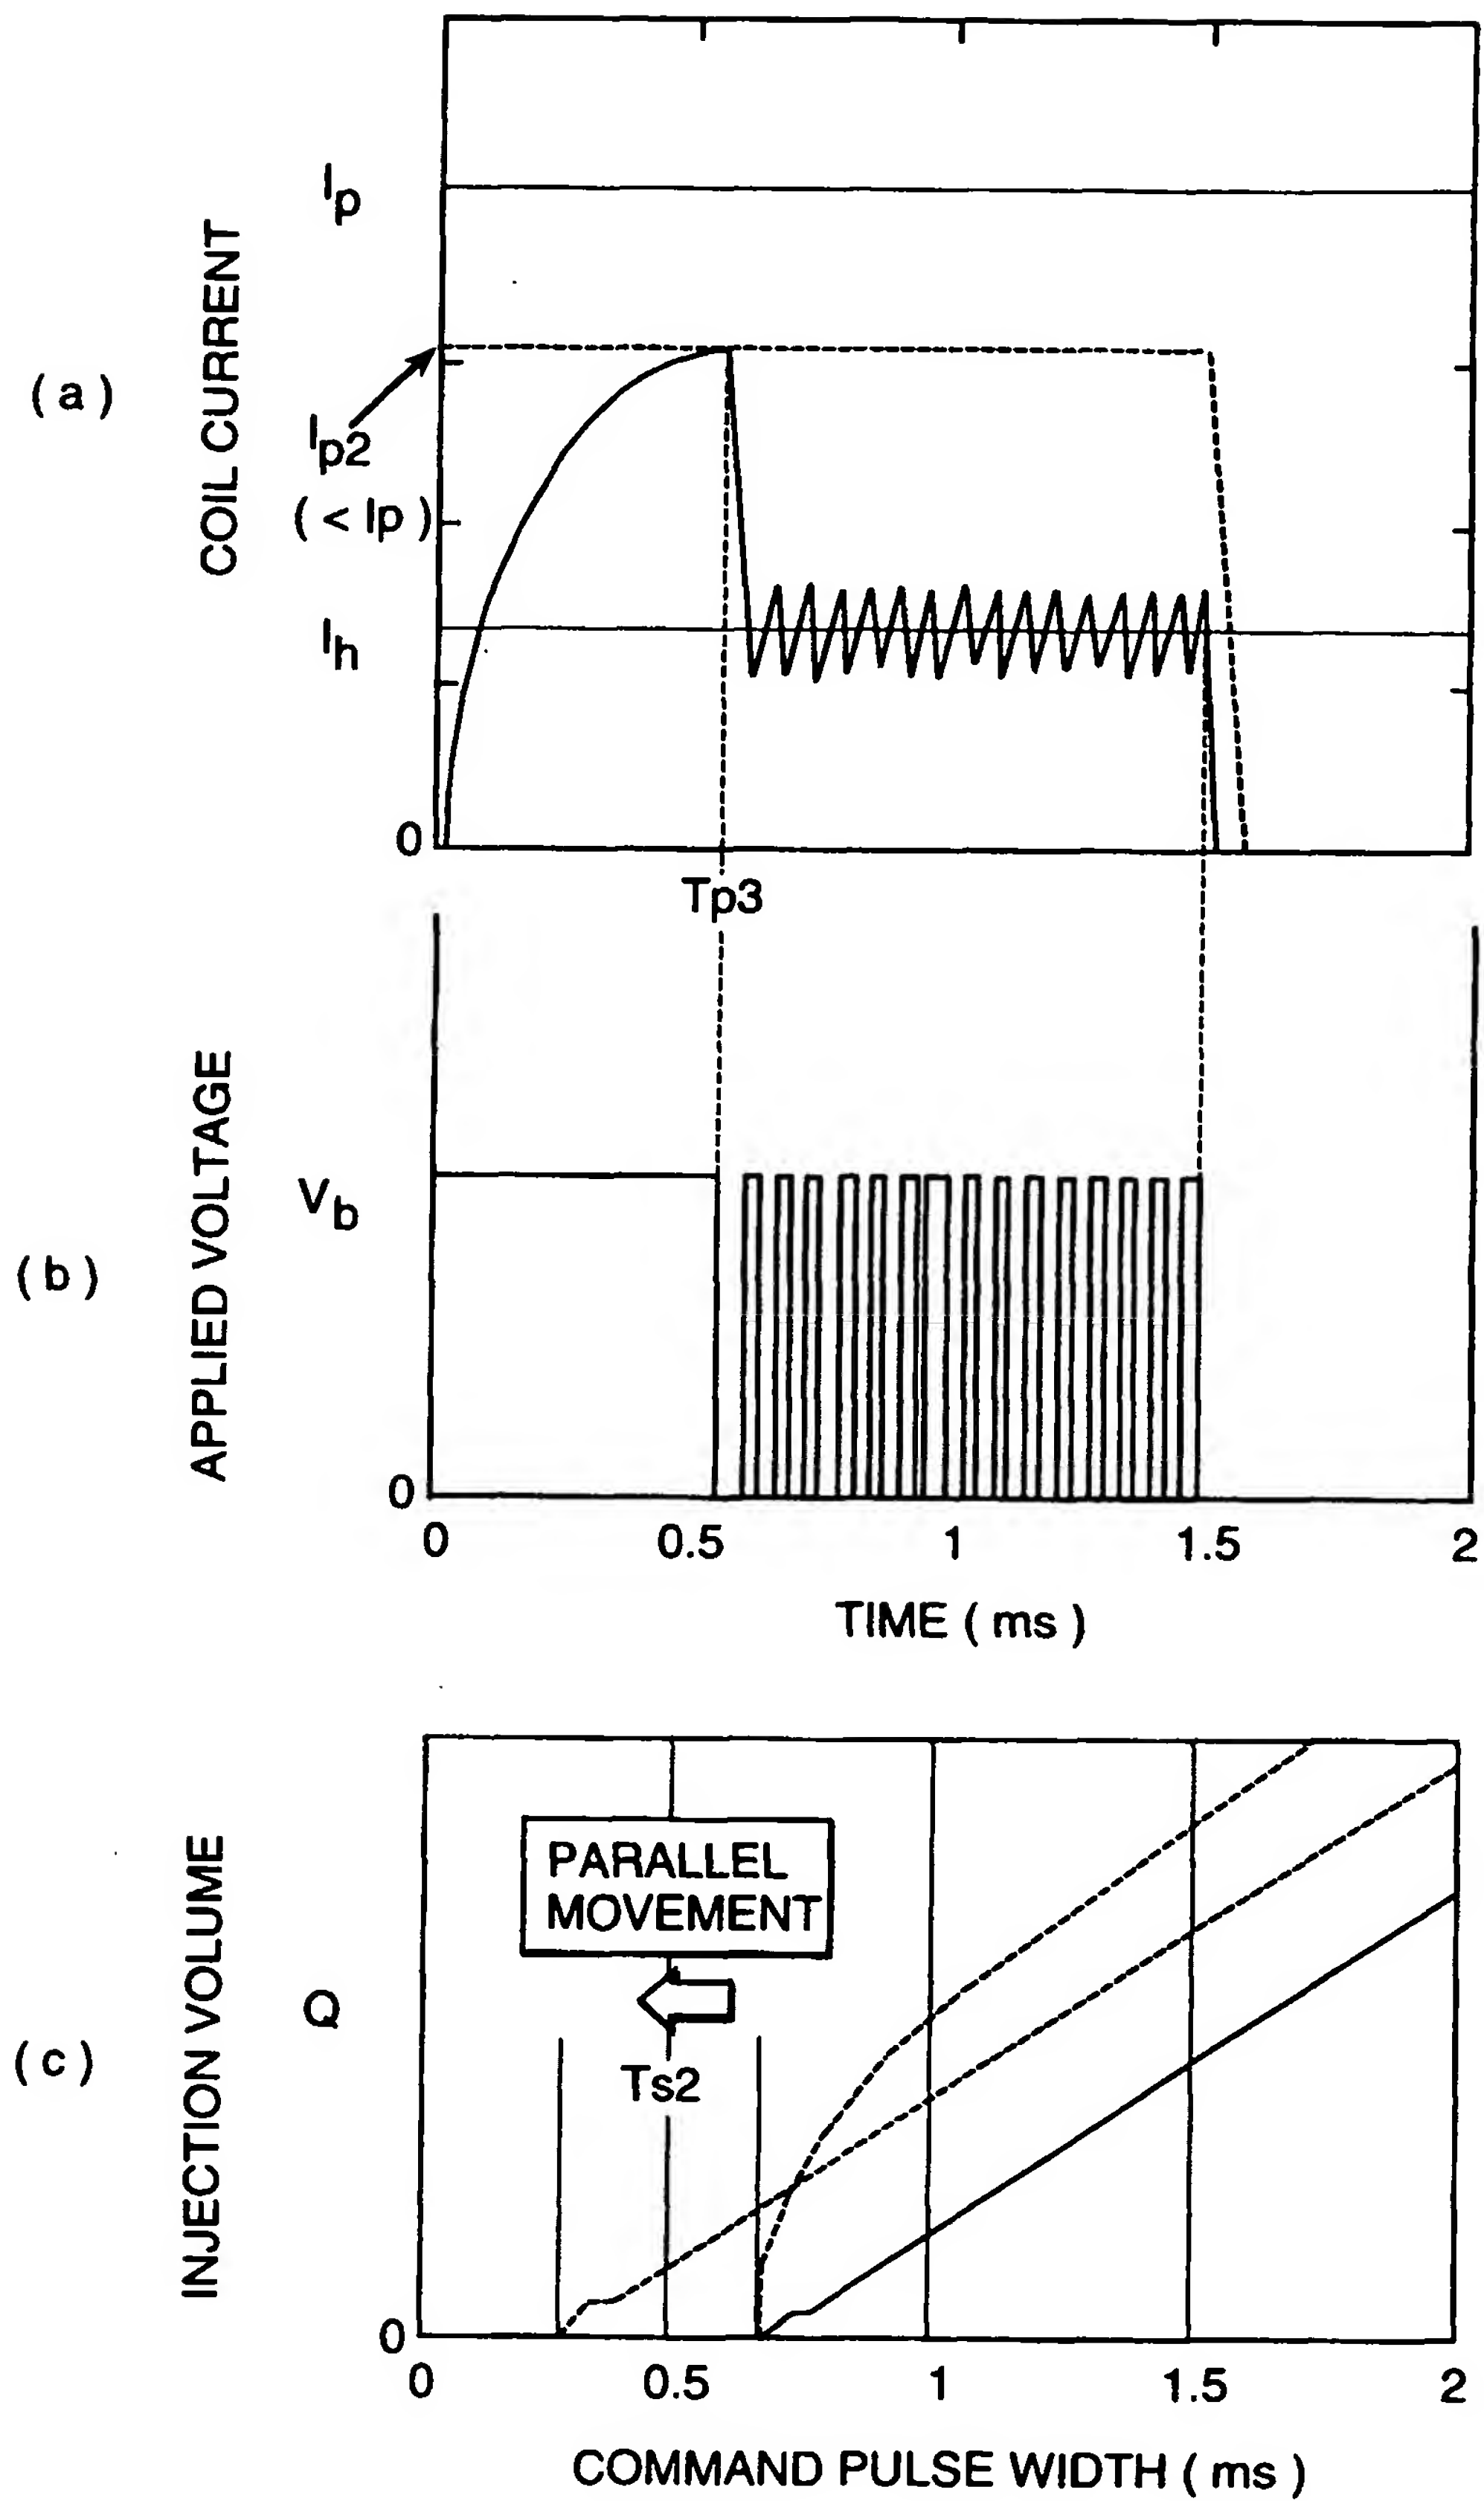 (a)
COIL CURRENT
Ip
Ip2
(< Ip)
Ih
0
Tp3
(b)
APPLIED VOLTAGE
Vb
0
0 0.5 1 1.5 2
TIME ( ms )
(c)
INJECTION VOLUME
Q
PARALLEL
MOVEMENT
Ts2
0
0 0.5 1 1.5 2
COMMAND PULSE WIDTH ( ms )